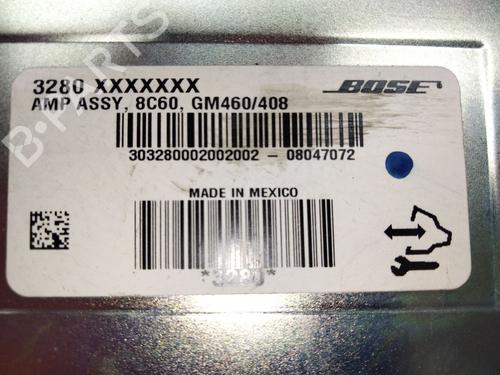 3280 XXXXXXX
BOSE
AMP ASSY, 8C60, GM460/408
303280002002002 - 08047072
MADE IN MEXICO
*3280*
B-PARTS